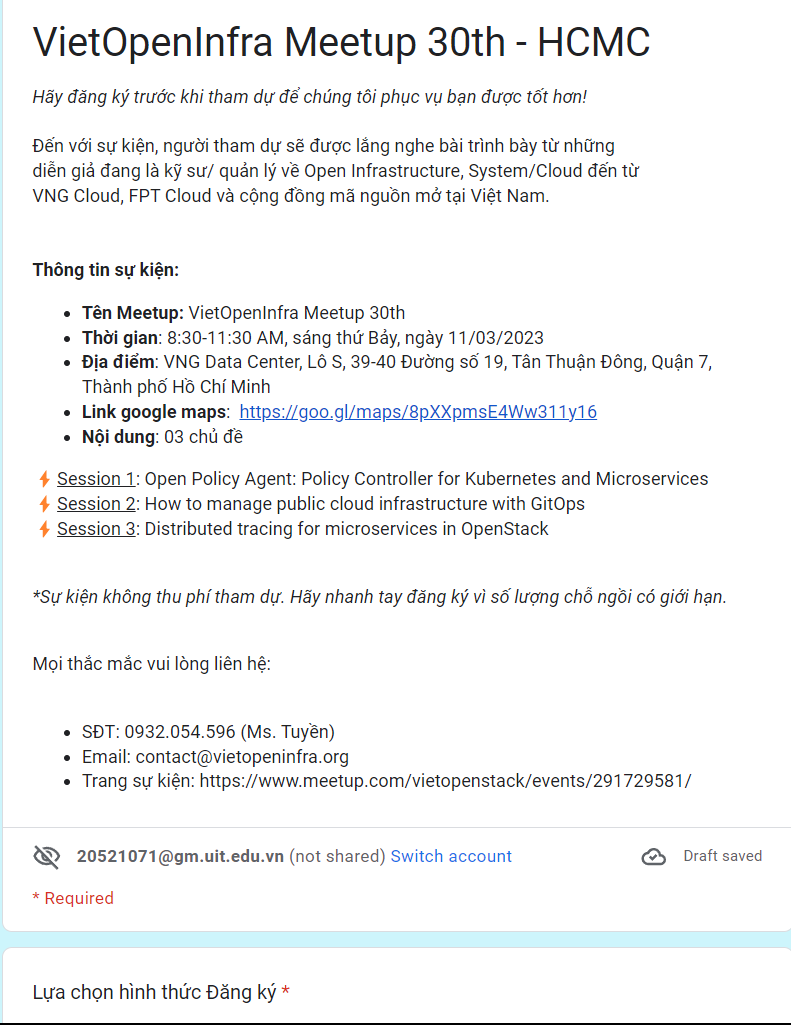 VietOpenInfra Meetup 30th - HCMC
Hãy đăng ký trước khi tham dự để chúng tôi phục vụ bạn được tốt hơn!
Đến với sự kiện, người tham dự sẽ được lắng nghe bài trình bày từ những
diễn giả đang là kỹ sư/ quản lý về Open Infrastructure, System/Cloud đến từ
VNG Cloud, FPT Cloud và cộng đồng mã nguồn mở tại Việt Nam.
Thông tin sự kiện:
• Tên Meetup: VietOpenInfra Meetup 30th
• Thời gian: 8:30-11:30 AM, sáng thứ Bảy, ngày 11/03/2023
• Địa điểm: VNG Data Center, Lô S, 39-40 Đường số 19, Tân Thuận Đông, Quận 7,
Thành phố Hồ Chí Minh
• Link google maps: https://goo.gl/maps/8pXXpmsE4Ww311y16
• Nội dung: 03 chủ đề
⚡ Session 1: Open Policy Agent: Policy Controller for Kubernetes and Microservices
⚡ Session 2: How to manage public cloud infrastructure with GitOps
⚡ Session 3: Distributed tracing for microservices in OpenStack
*Sự kiện không thu phí tham dự. Hãy nhanh tay đăng ký vì số lượng chỗ ngồi có giới hạn.
Mọi thắc mắc vui lòng liên hệ:
• SĐT: 0932.054.596 (Ms. Tuyền)
• Email: contact@vietopeninfra.org
• Trang sự kiện: https://www.meetup.com/vietopenstack/events/291729581/
20521071@gm.uit.edu.vn (not shared) Switch account
Draft saved
* Required
Lựa chọn hình thức Đăng ký *